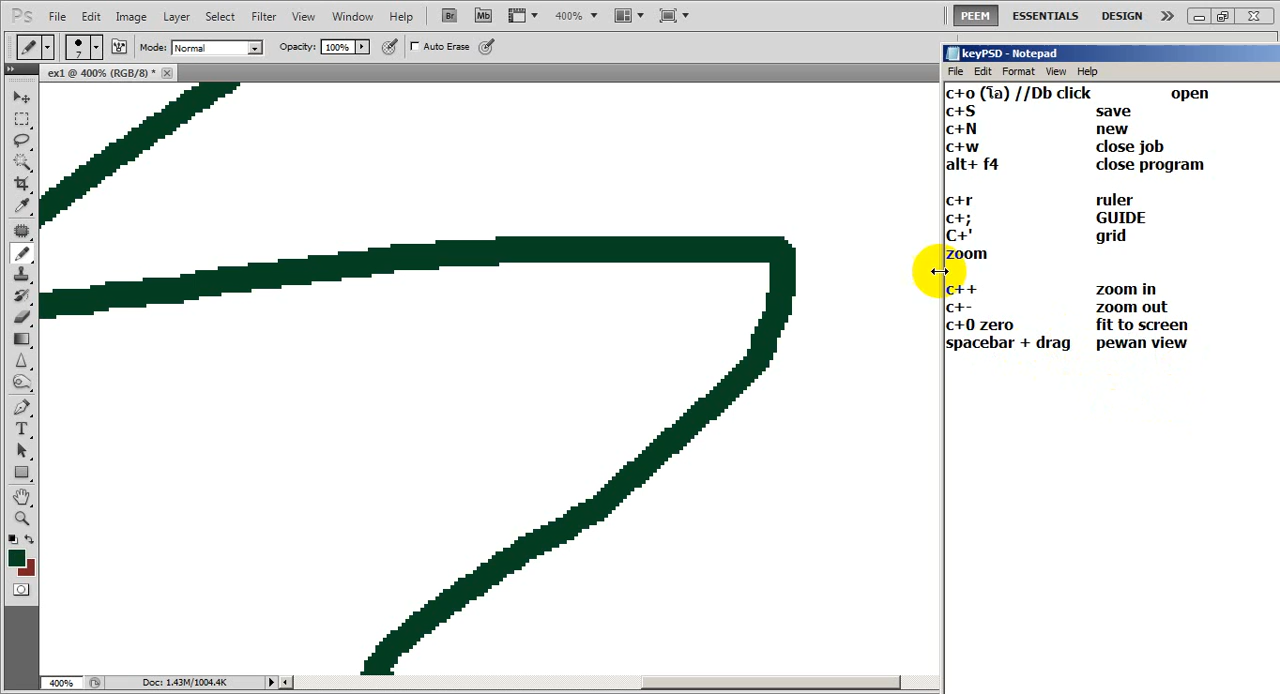 Ps File Edit Image Layer Select Filter View Window Help Br Mb 400% PEEM ESSENTIALS DESIGN
7 Mode: Normal Opacity: 100% Auto Erase
ex1 @ 400% (RGB/8) *
keyPSD - Notepad
File Edit Format View Help
c+o (โอ) //Db click open
c+S save
c+N new
c+w close job
alt+ f4 close program
c+r ruler
c+; GUIDE
C+' grid
zoom
c++ zoom in
c+- zoom out
c+0 zero fit to screen
spacebar + drag pewan view
T
400% Doc: 1.43M/1004.4K